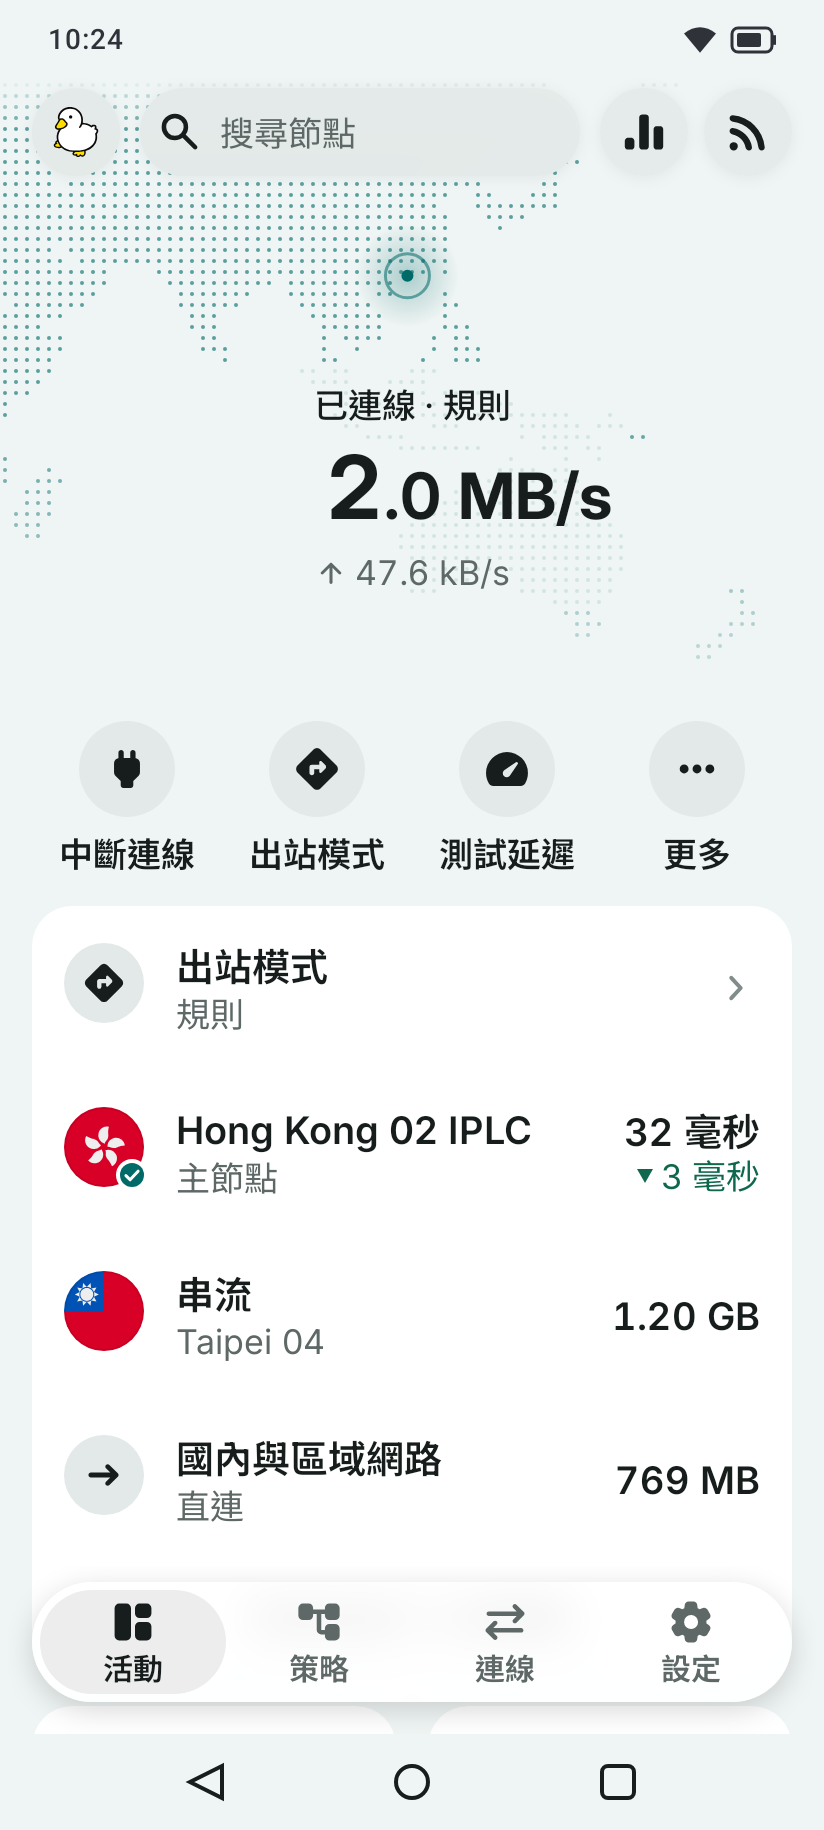 10:24
搜尋節點
已連線 · 規則
2.0 MB/s
↑ 47.6 kB/s
中斷連線
出站模式
測試延遲
更多
出站模式
規則
Hong Kong 02 IPLC
32 毫秒
主節點
▼3 毫秒
串流
Taipei 04
1.20 GB
國內與區域網路
直連
769 MB
活動
策略
連線
設定